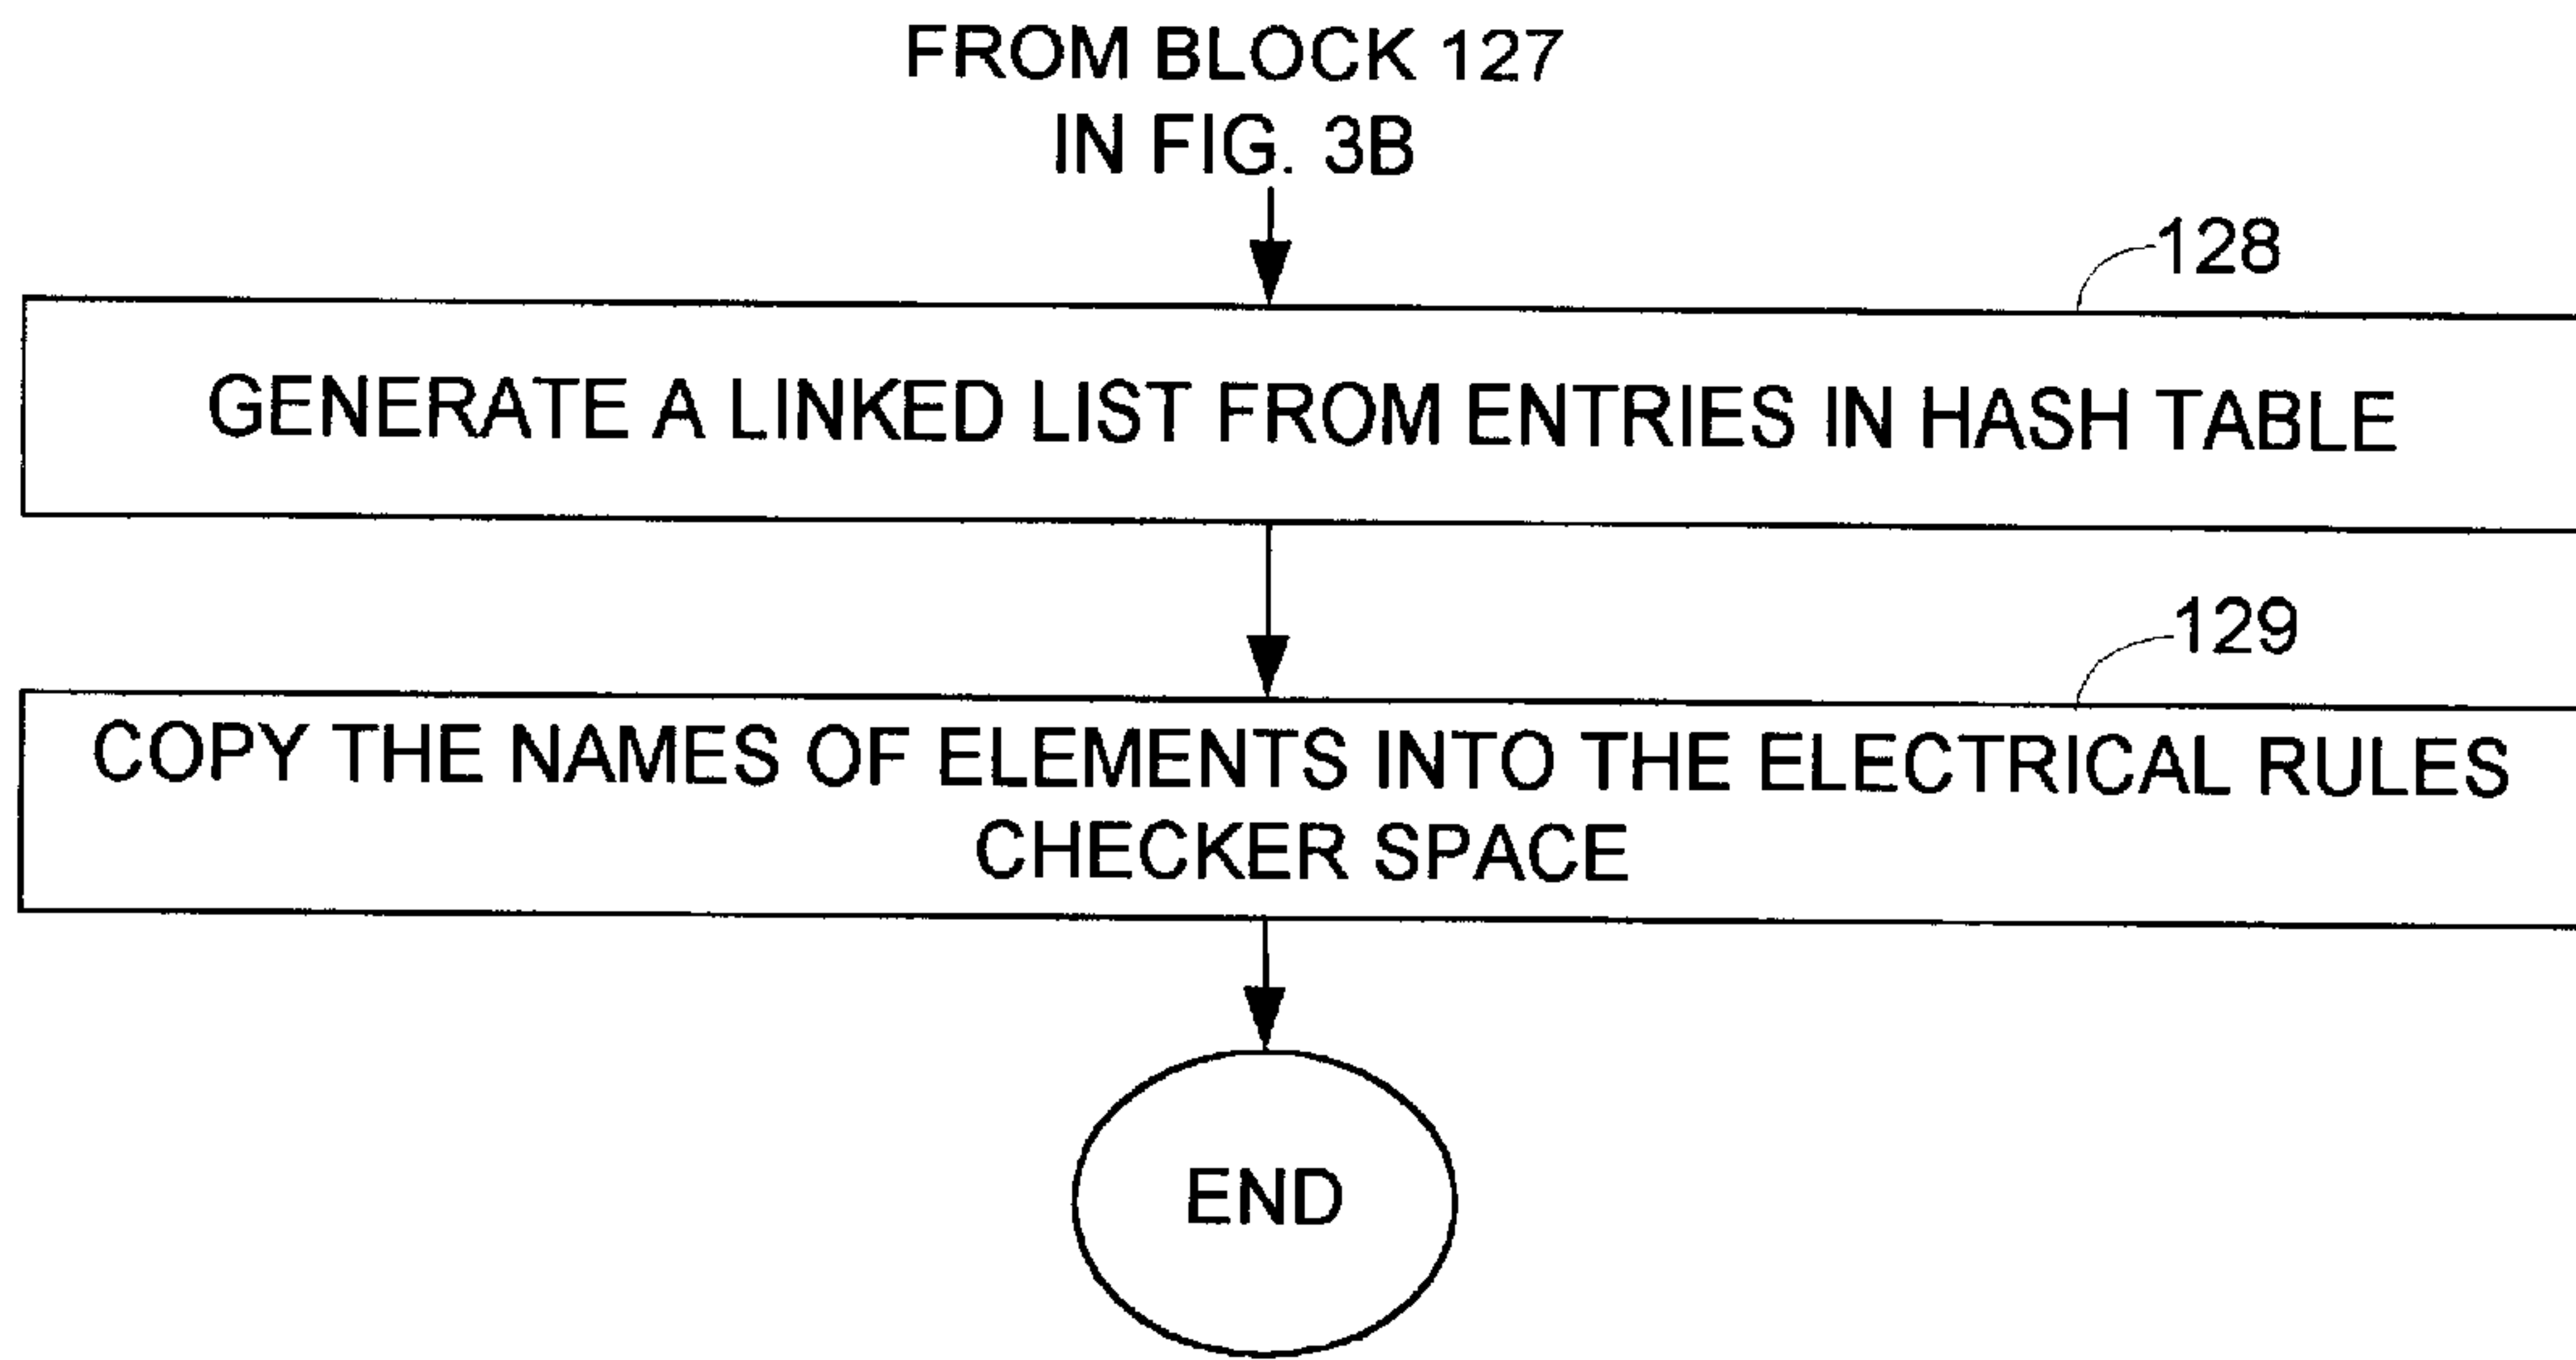 FROM BLOCK 127
IN FIG. 3B
128
GENERATE A LINKED LIST FROM ENTRIES IN HASH TABLE
129
COPY THE NAMES OF ELEMENTS INTO THE ELECTRICAL RULES
CHECKER SPACE
END